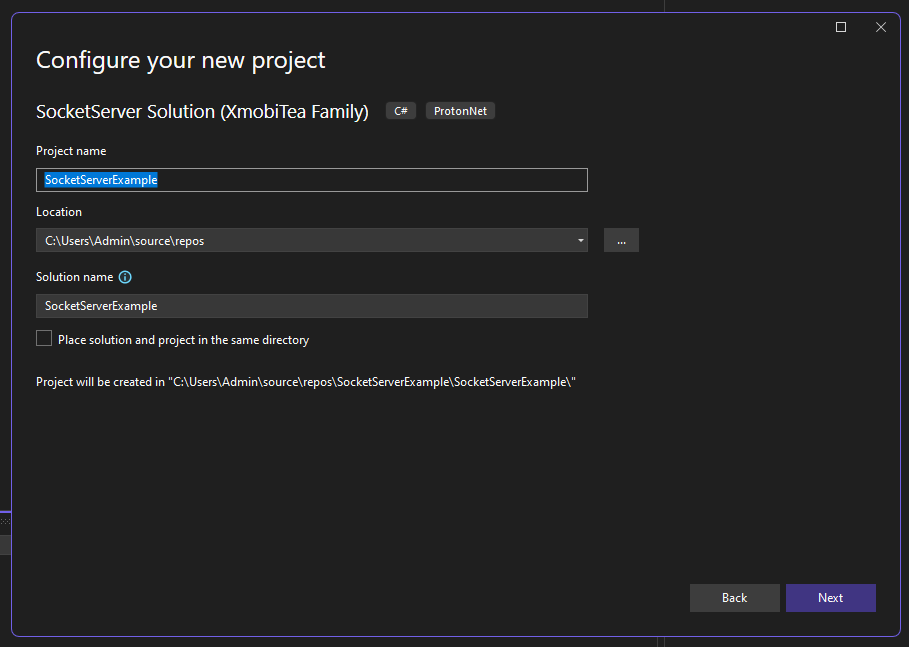 Configure your new project
SocketServer Solution (XmobiTea Family) C# ProtonNet
Project name
SocketServerExample
Location
C:\Users\Admin\source\repos ...
Solution name
SocketServerExample
Place solution and project in the same directory
Project will be created in "C:\Users\Admin\source\repos\SocketServerExample\SocketServerExample\"
Back Next